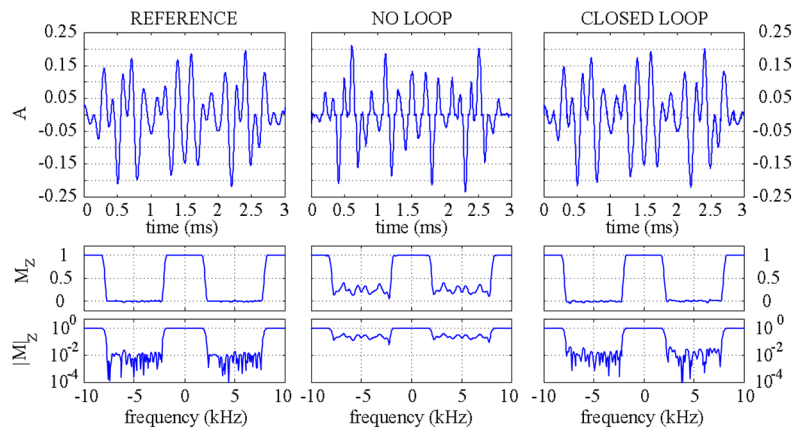 REFERENCE NO LOOP CLOSED LOOP
0.25 0.25
0.15 0.15
A 0.05 0.05
-0.05 -0.05
-0.15 -0.15
-0.25 -0.25
0 0.5 1 1.5 2 2.5 3 0 0.5 1 1.5 2 2.5 3 0 0.5 1 1.5 2 2.5 3
time (ms) time (ms) time (ms)
1 1
M_Z 0.5 0.5
0 0
10^0 10^0
|M|_Z 10^-2 10^-2
10^-4 10^-4
-10 -5 0 5 10 -10 -5 0 5 10 -10 -5 0 5 10
frequency (kHz) frequency (kHz) frequency (kHz)